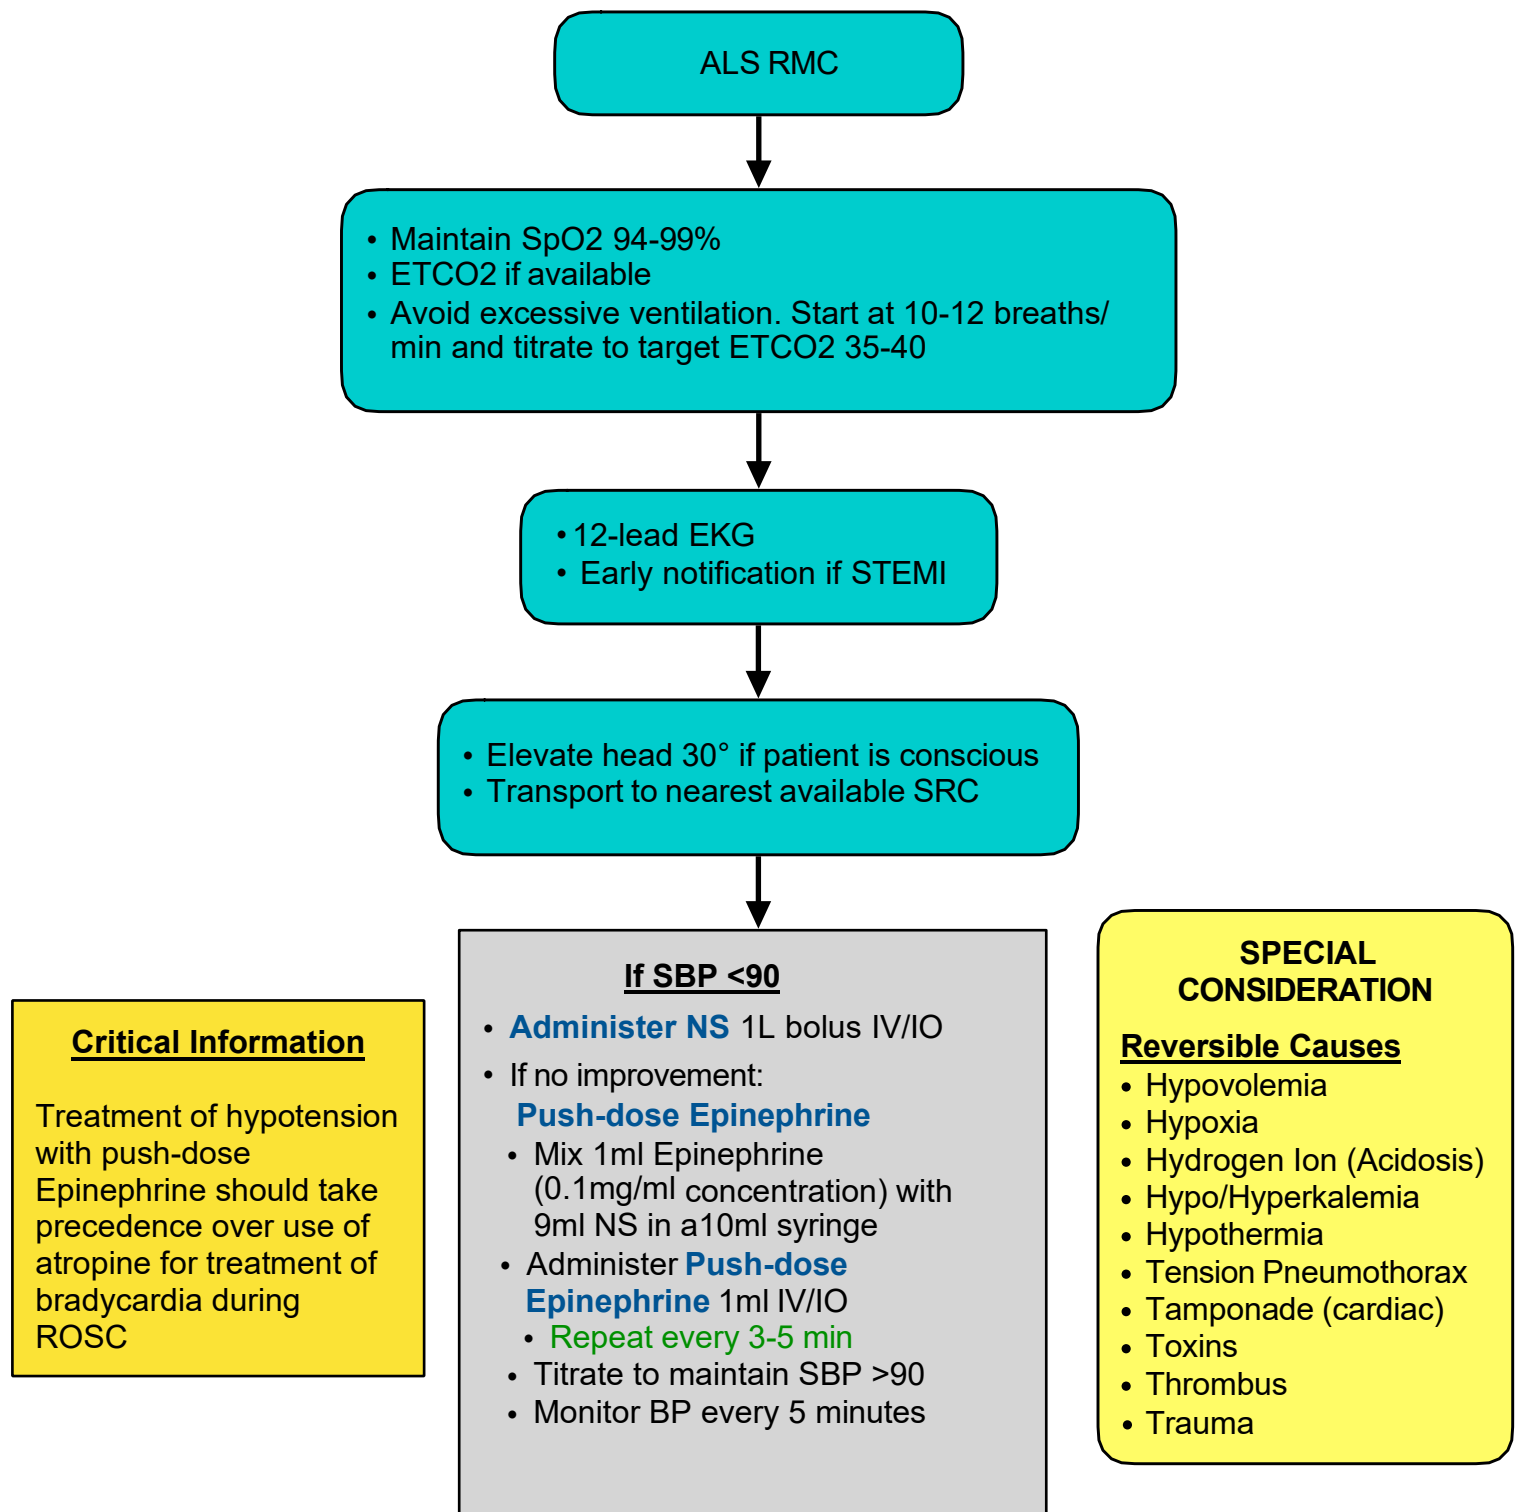 ALS RMC
• Maintain SpO2 94-99%
• ETCO2 if available
• Avoid excessive ventilation. Start at 10-12 breaths/
min and titrate to target ETCO2 35-40
• 12-lead EKG
• Early notification if STEMI
• Elevate head 30° if patient is conscious
• Transport to nearest available SRC
Critical Information
Treatment of hypotension
with push-dose
Epinephrine should take
precedence over use of
atropine for treatment of
bradycardia during
ROSC
If SBP <90
• Administer NS 1L bolus IV/IO
• If no improvement:
Push-dose Epinephrine
• Mix 1ml Epinephrine
(0.1mg/ml concentration) with
9ml NS in a10ml syringe
• Administer Push-dose
Epinephrine 1ml IV/IO
• Repeat every 3-5 min
• Titrate to maintain SBP >90
• Monitor BP every 5 minutes
SPECIAL
CONSIDERATION
Reversible Causes
• Hypovolemia
• Hypoxia
• Hydrogen Ion (Acidosis)
• Hypo/Hyperkalemia
• Hypothermia
• Tension Pneumothorax
• Tamponade (cardiac)
• Toxins
• Thrombus
• Trauma